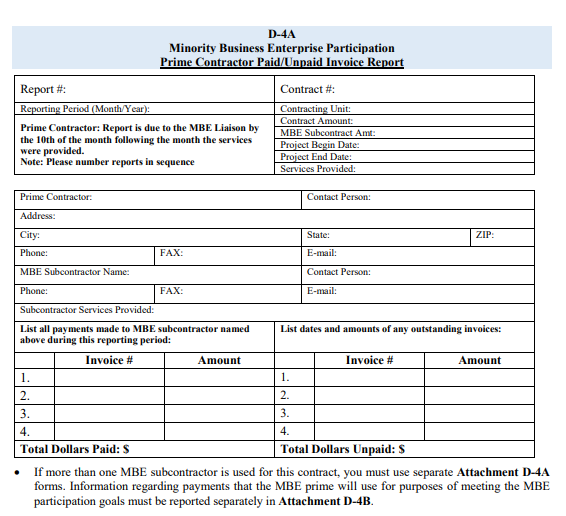 D-4A
Minority Business Enterprise Participation
Prime Contractor Paid/Unpaid Invoice Report
Report #:
Contract #:
Reporting Period (Month/Year):
Contracting Unit:
Prime Contractor: Report is due to the MBE Liaison by
the 10th of the month following the month the services
were provided.
Note: Please number reports in sequence
Contract Amount:
MBE Subcontract Amt:
Project Begin Date:
Project End Date:
Services Provided:
Prime Contractor:
Contact Person:
Address:
City:
State:
ZIP:
Phone:
FAX:
E-mail:
MBE Subcontractor Name:
Contact Person:
Phone:
FAX:
E-mail:
Subcontractor Services Provided:
List all payments made to MBE subcontractor named
above during this reporting period:
List dates and amounts of any outstanding invoices:
Invoice #
Amount
Invoice #
Amount
1.
1.
2.
2.
3.
3.
4.
4.
Total Dollars Paid: $
Total Dollars Unpaid: $
• If more than one MBE subcontractor is used for this contract, you must use separate Attachment D-4A
forms. Information regarding payments that the MBE prime will use for purposes of meeting the MBE
participation goals must be reported separately in Attachment D-4B.